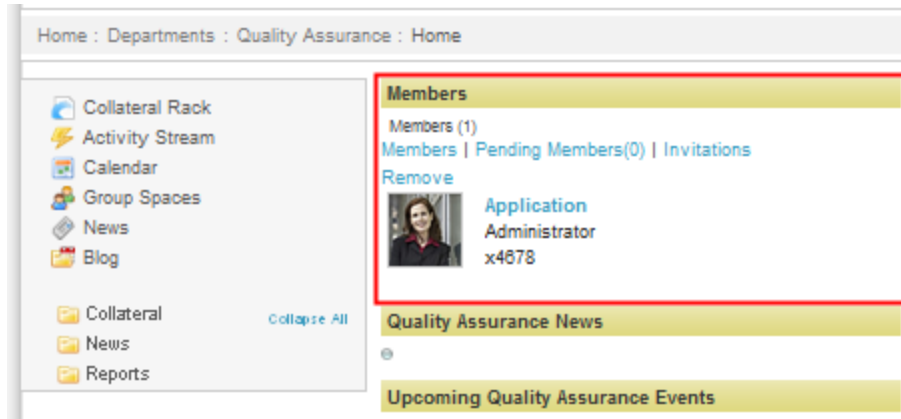 Home : Departments : Quality Assurance : Home
Collateral Rack
Activity Stream
Calendar
Group Spaces
News
Blog
Collateral
Collapse All
News
Reports
Members
Members (1)
Members | Pending Members(0) | Invitations
Remove
Application
Administrator
x4678
Quality Assurance News
Upcoming Quality Assurance Events